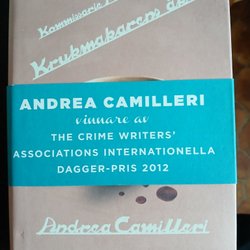 Kommissarie
Krukmakarens
ANDREA CAMILLERI
vinnare av
THE CRIME WRITERS'
ASSOCIATIONS INTERNATIONELLA
DAGGER-PRIS 2012
Andrea Camilleri